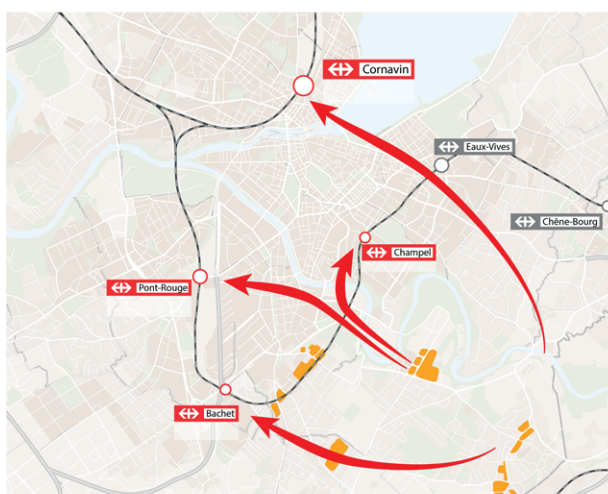 Cornavin
Eaux-Vives
Chêne-Bourg
Champel
Pont-Rouge
Bachet